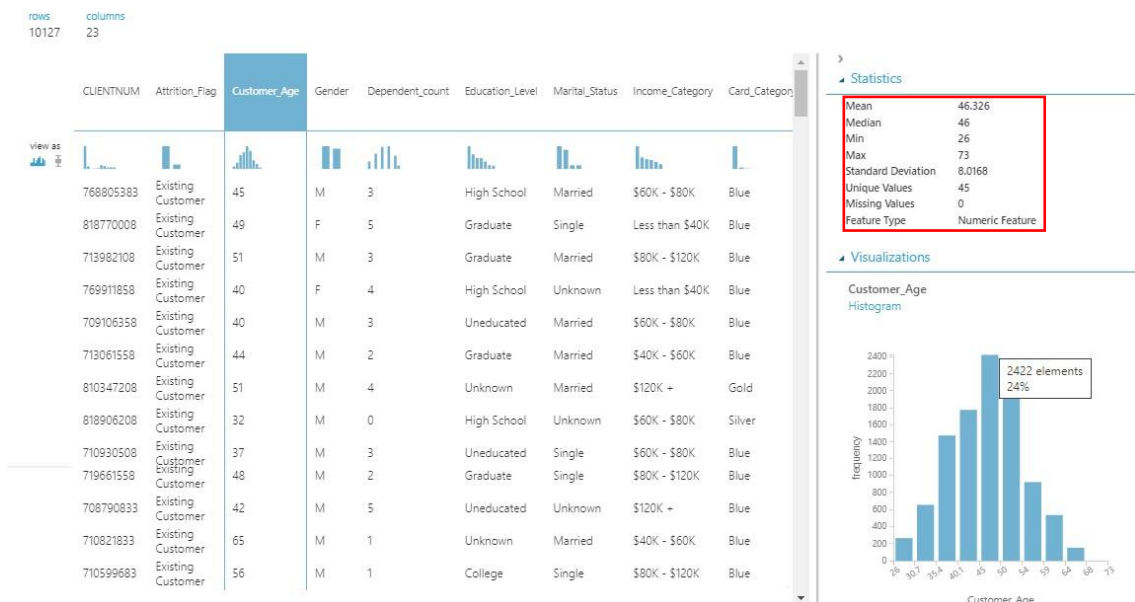 rows columns
10127 23
CLIENTNUM Attrition_Flag Customer_Age Gender Dependent_count Education_Level Marital_Status Income_Category Card_Categor
view as
768805383 Existing Customer 45 M 3 High School Married $60K - $80K Blue
818770008 Existing Customer 49 F 5 Graduate Single Less than $40K Blue
713982108 Existing Customer 51 M 3 Graduate Married $80K - $120K Blue
769911858 Existing Customer 40 F 4 High School Unknown Less than $40K Blue
709106358 Existing Customer 40 M 3 Uneducated Married $60K - $80K Blue
713061558 Existing Customer 44 M 2 Graduate Married $40K - $60K Blue
810347208 Existing Customer 51 M 4 Unknown Married $120K + Gold
818906208 Existing Customer 32 M 0 High School Unknown $60K - $80K Silver
710930508 Existing Customer 37 M 3 Uneducated Single $60K - $80K Blue
719661558 Existing Customer 48 M 2 Graduate Single $80K - $120K Blue
708790833 Existing Customer 42 M 5 Uneducated Unknown $120K + Blue
710821833 Existing Customer 65 M 1 Unknown Married $40K - $60K Blue
710599683 Existing Customer 56 M 1 College Single $80K - $120K Blue
Statistics
Mean 46.326
Median 46
Min 26
Max 73
Standard Deviation 8.0168
Unique Values 45
Missing Values 0
Feature Type Numeric Feature
Visualizations
Customer_Age
Histogram
2422 elements
24%
frequency
2400
2200
2000
1800
1600
1400
1200
1000
800
600
400
200
0
26 30.7 35.4 40.1 45 50 54 59 64 68 73
Customer_Age